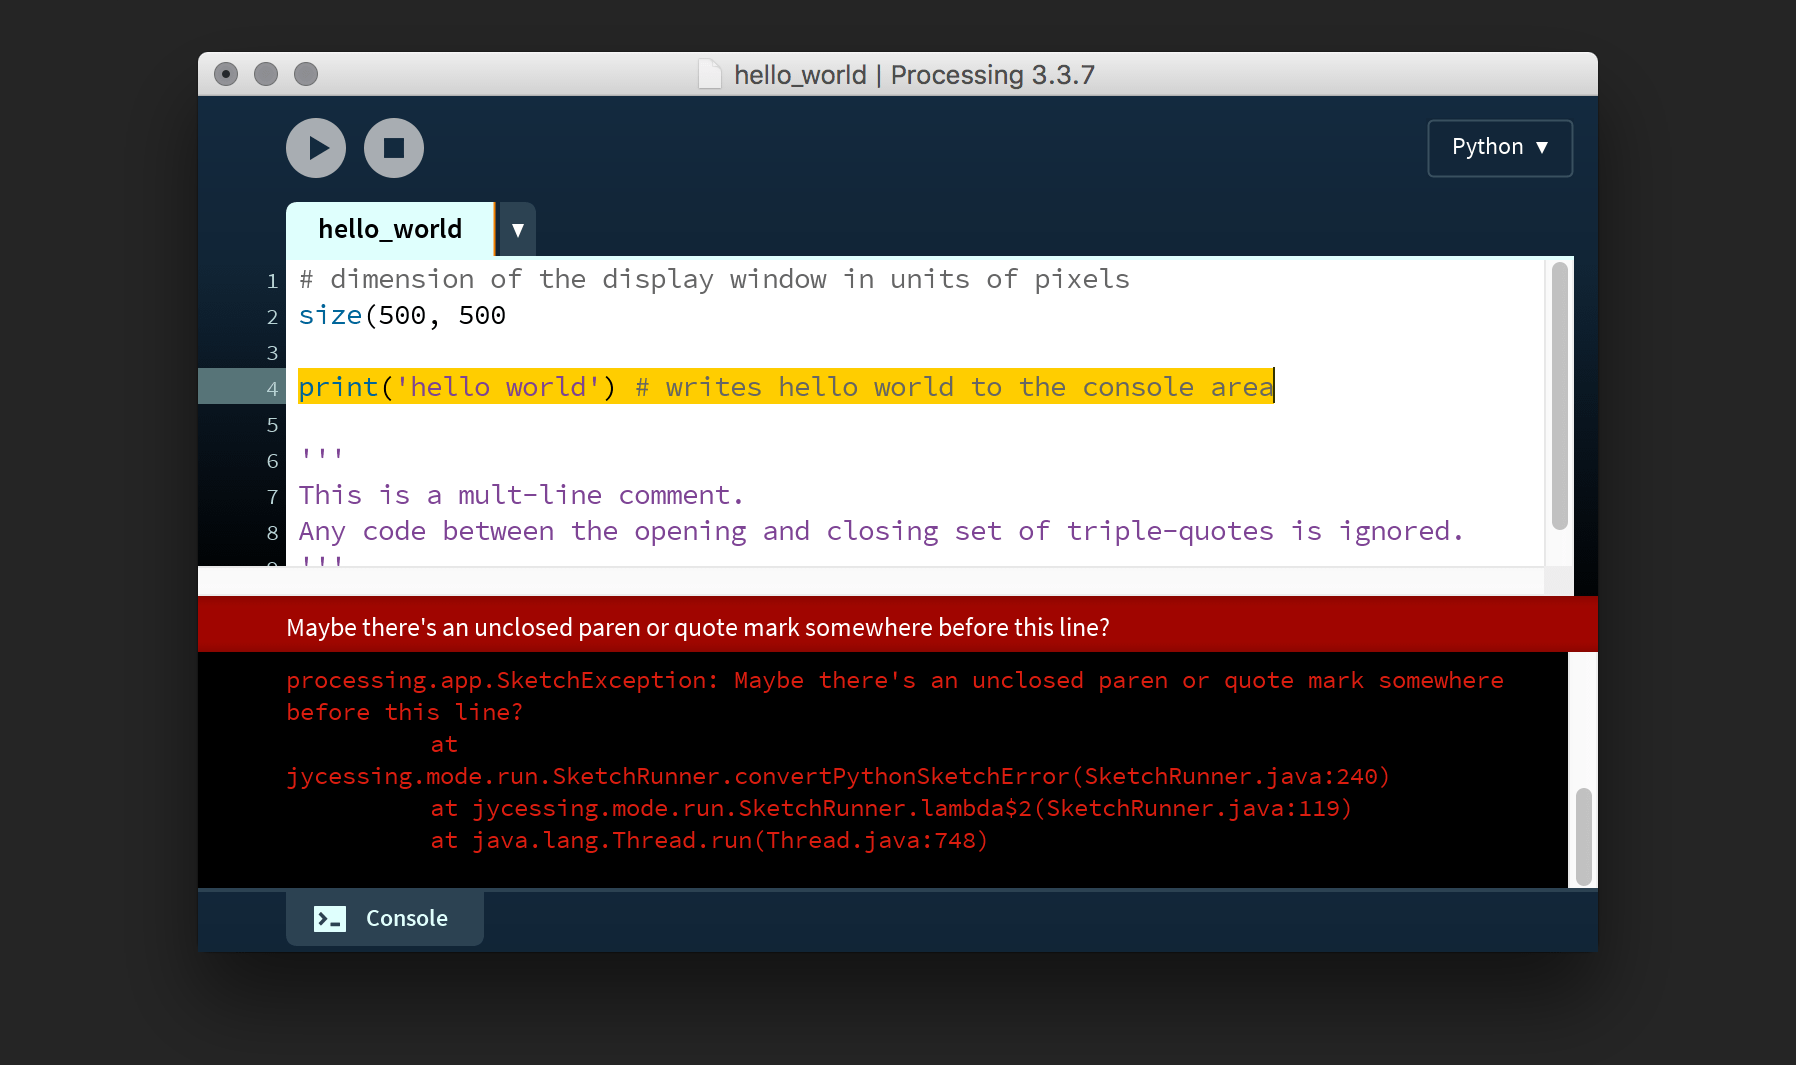 hello_world | Processing 3.3.7
Python ▼
hello_world ▼
1 # dimension of the display window in units of pixels
2 size(500, 500
3
4 print('hello world') # writes hello world to the console area
5
6 '''
7 This is a mult-line comment.
8 Any code between the opening and closing set of triple-quotes is ignored.
9 '''
Maybe there's an unclosed paren or quote mark somewhere before this line?
processing.app.SketchException: Maybe there's an unclosed paren or quote mark somewhere
before this line?
at
jycessing.mode.run.SketchRunner.convertPythonSketchError(SketchRunner.java:240)
at jycessing.mode.run.SketchRunner.lambda$2(SketchRunner.java:119)
at java.lang.Thread.run(Thread.java:748)
Console